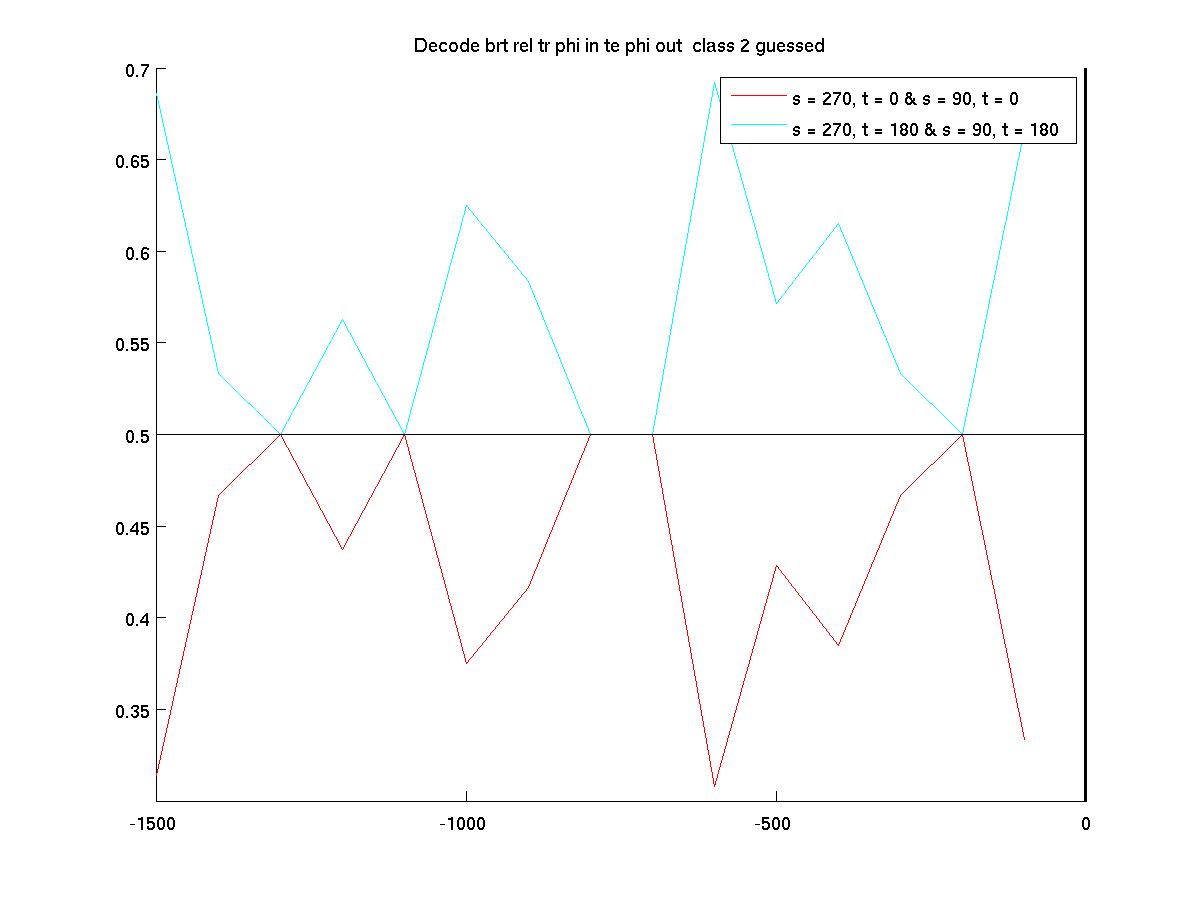 Decode brt rel tr phi in te phi out  class 2 guessed
0.7
s = 270, t = 0 & s = 90, t = 0
s = 270, t = 180 & s = 90, t = 180
0.65
0.6
0.55
0.5
0.45
0.4
0.35
-1500 -1000 -500 0